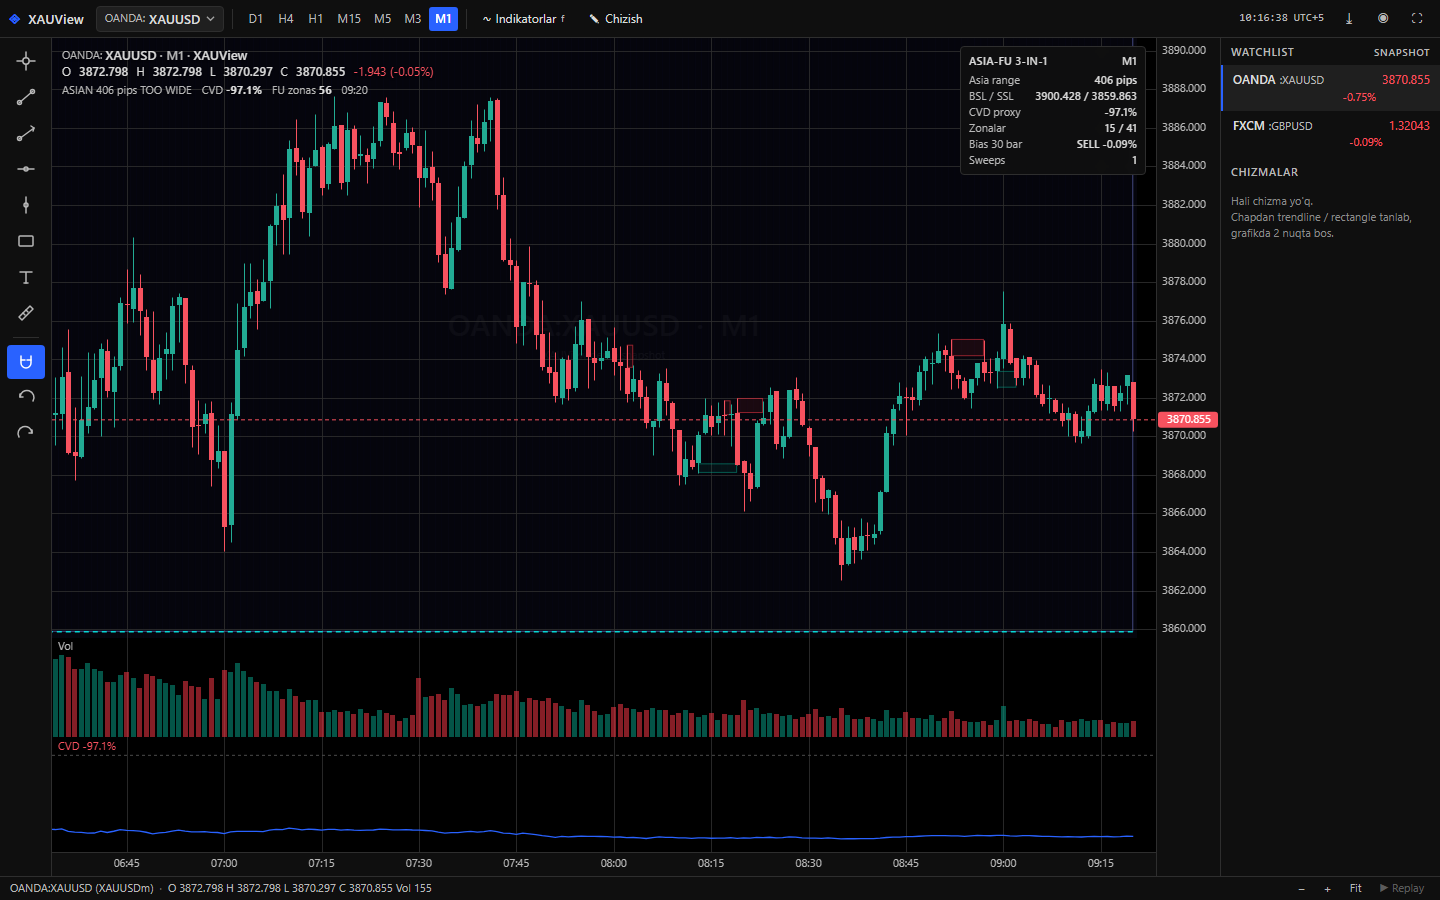 XAUView OANDA: XAUUSD D1 H4 H1 M15 M5 M3 M1 Indikatorlar f Chizish 10:16:38 UTC+5
OANDA: XAUUSD · M1 · XAUView
O 3872.798 H 3872.798 L 3870.297 C 3870.855 -1.943 (-0.05%)
ASIAN 406 pips TOO WIDE CVD -97.1% FU zonas 56 09:20
ASIA-FU 3-IN-1 M1
Asia range 406 pips
BSL / SSL 3900.428 / 3859.863
CVD proxy -97.1%
Zonalar 15 / 41
Bias 30 bar SELL -0.09%
Sweeps 1
OANDA:XAUUSD · M1
3890.000
3888.000
3886.000
3884.000
3882.000
3880.000
3878.000
3876.000
3874.000
3872.000
3870.855
3870.000
3868.000
3866.000
3864.000
3862.000
3860.000
WATCHLIST SNAPSHOT
OANDA :XAUUSD 3870.855
-0.75%
FXCM :GBPUSD 1.32043
-0.09%
CHIZMALAR
Hali chizma yo'q.
Chapdan trendline / rectangle tanlab,
grafikda 2 nuqta bos.
Vol
CVD -97.1%
06:45 07:00 07:15 07:30 07:45 08:00 08:15 08:30 08:45 09:00 09:15
OANDA:XAUUSD (XAUUSDm) · O 3872.798 H 3872.798 L 3870.297 C 3870.855 Vol 155 − + Fit Replay